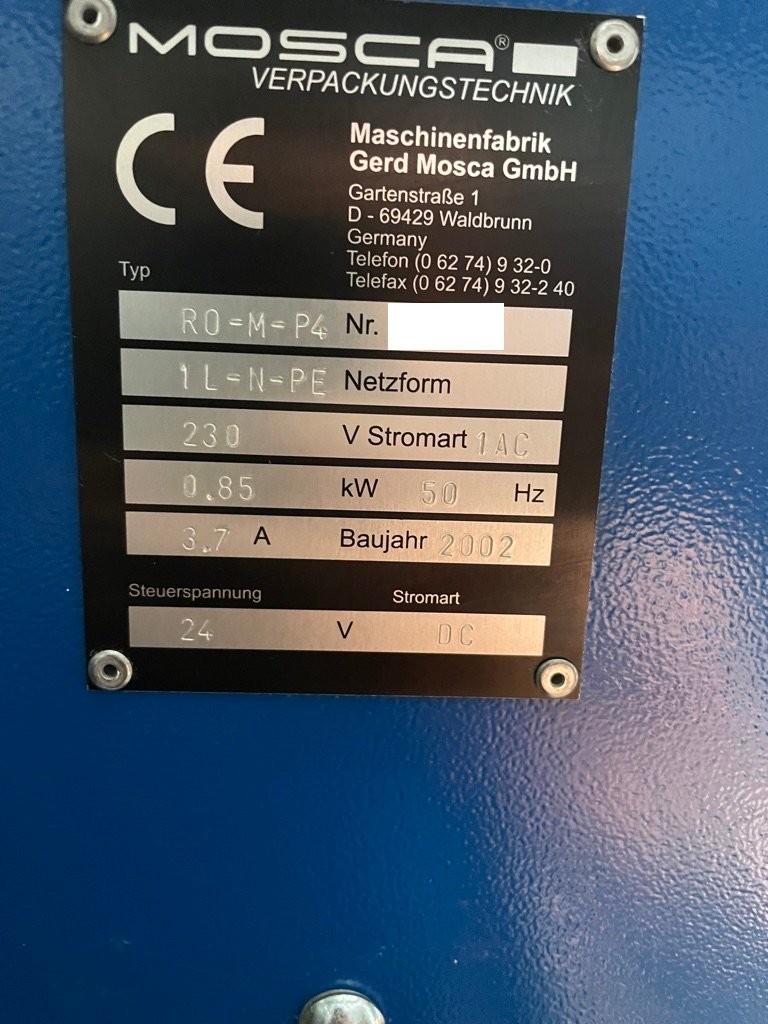 MOSCA®
VERPACKUNGSTECHNIK
CE
Maschinenfabrik
Gerd Mosca GmbH
Gartenstraße 1
D - 69429 Waldbrunn
Germany
Telefon (0 62 74) 9 32-0
Telefax (0 62 74) 9 32-2 40
Typ
RO-M-P4 Nr.
1L-N-PE Netzform
230 V Stromart 1AC
0.85 kW 50 Hz
3.7 A Baujahr 2002
Steuerspannung Stromart
24 V DC